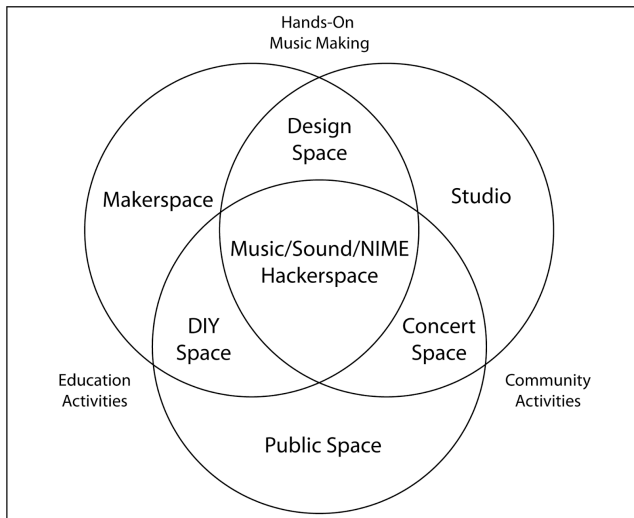 Hands-On
Music Making
Design
Space
Makerspace
Studio
Music/Sound/NIME
Hackerspace
DIY
Space
Concert
Space
Education
Activities
Community
Activities
Public Space